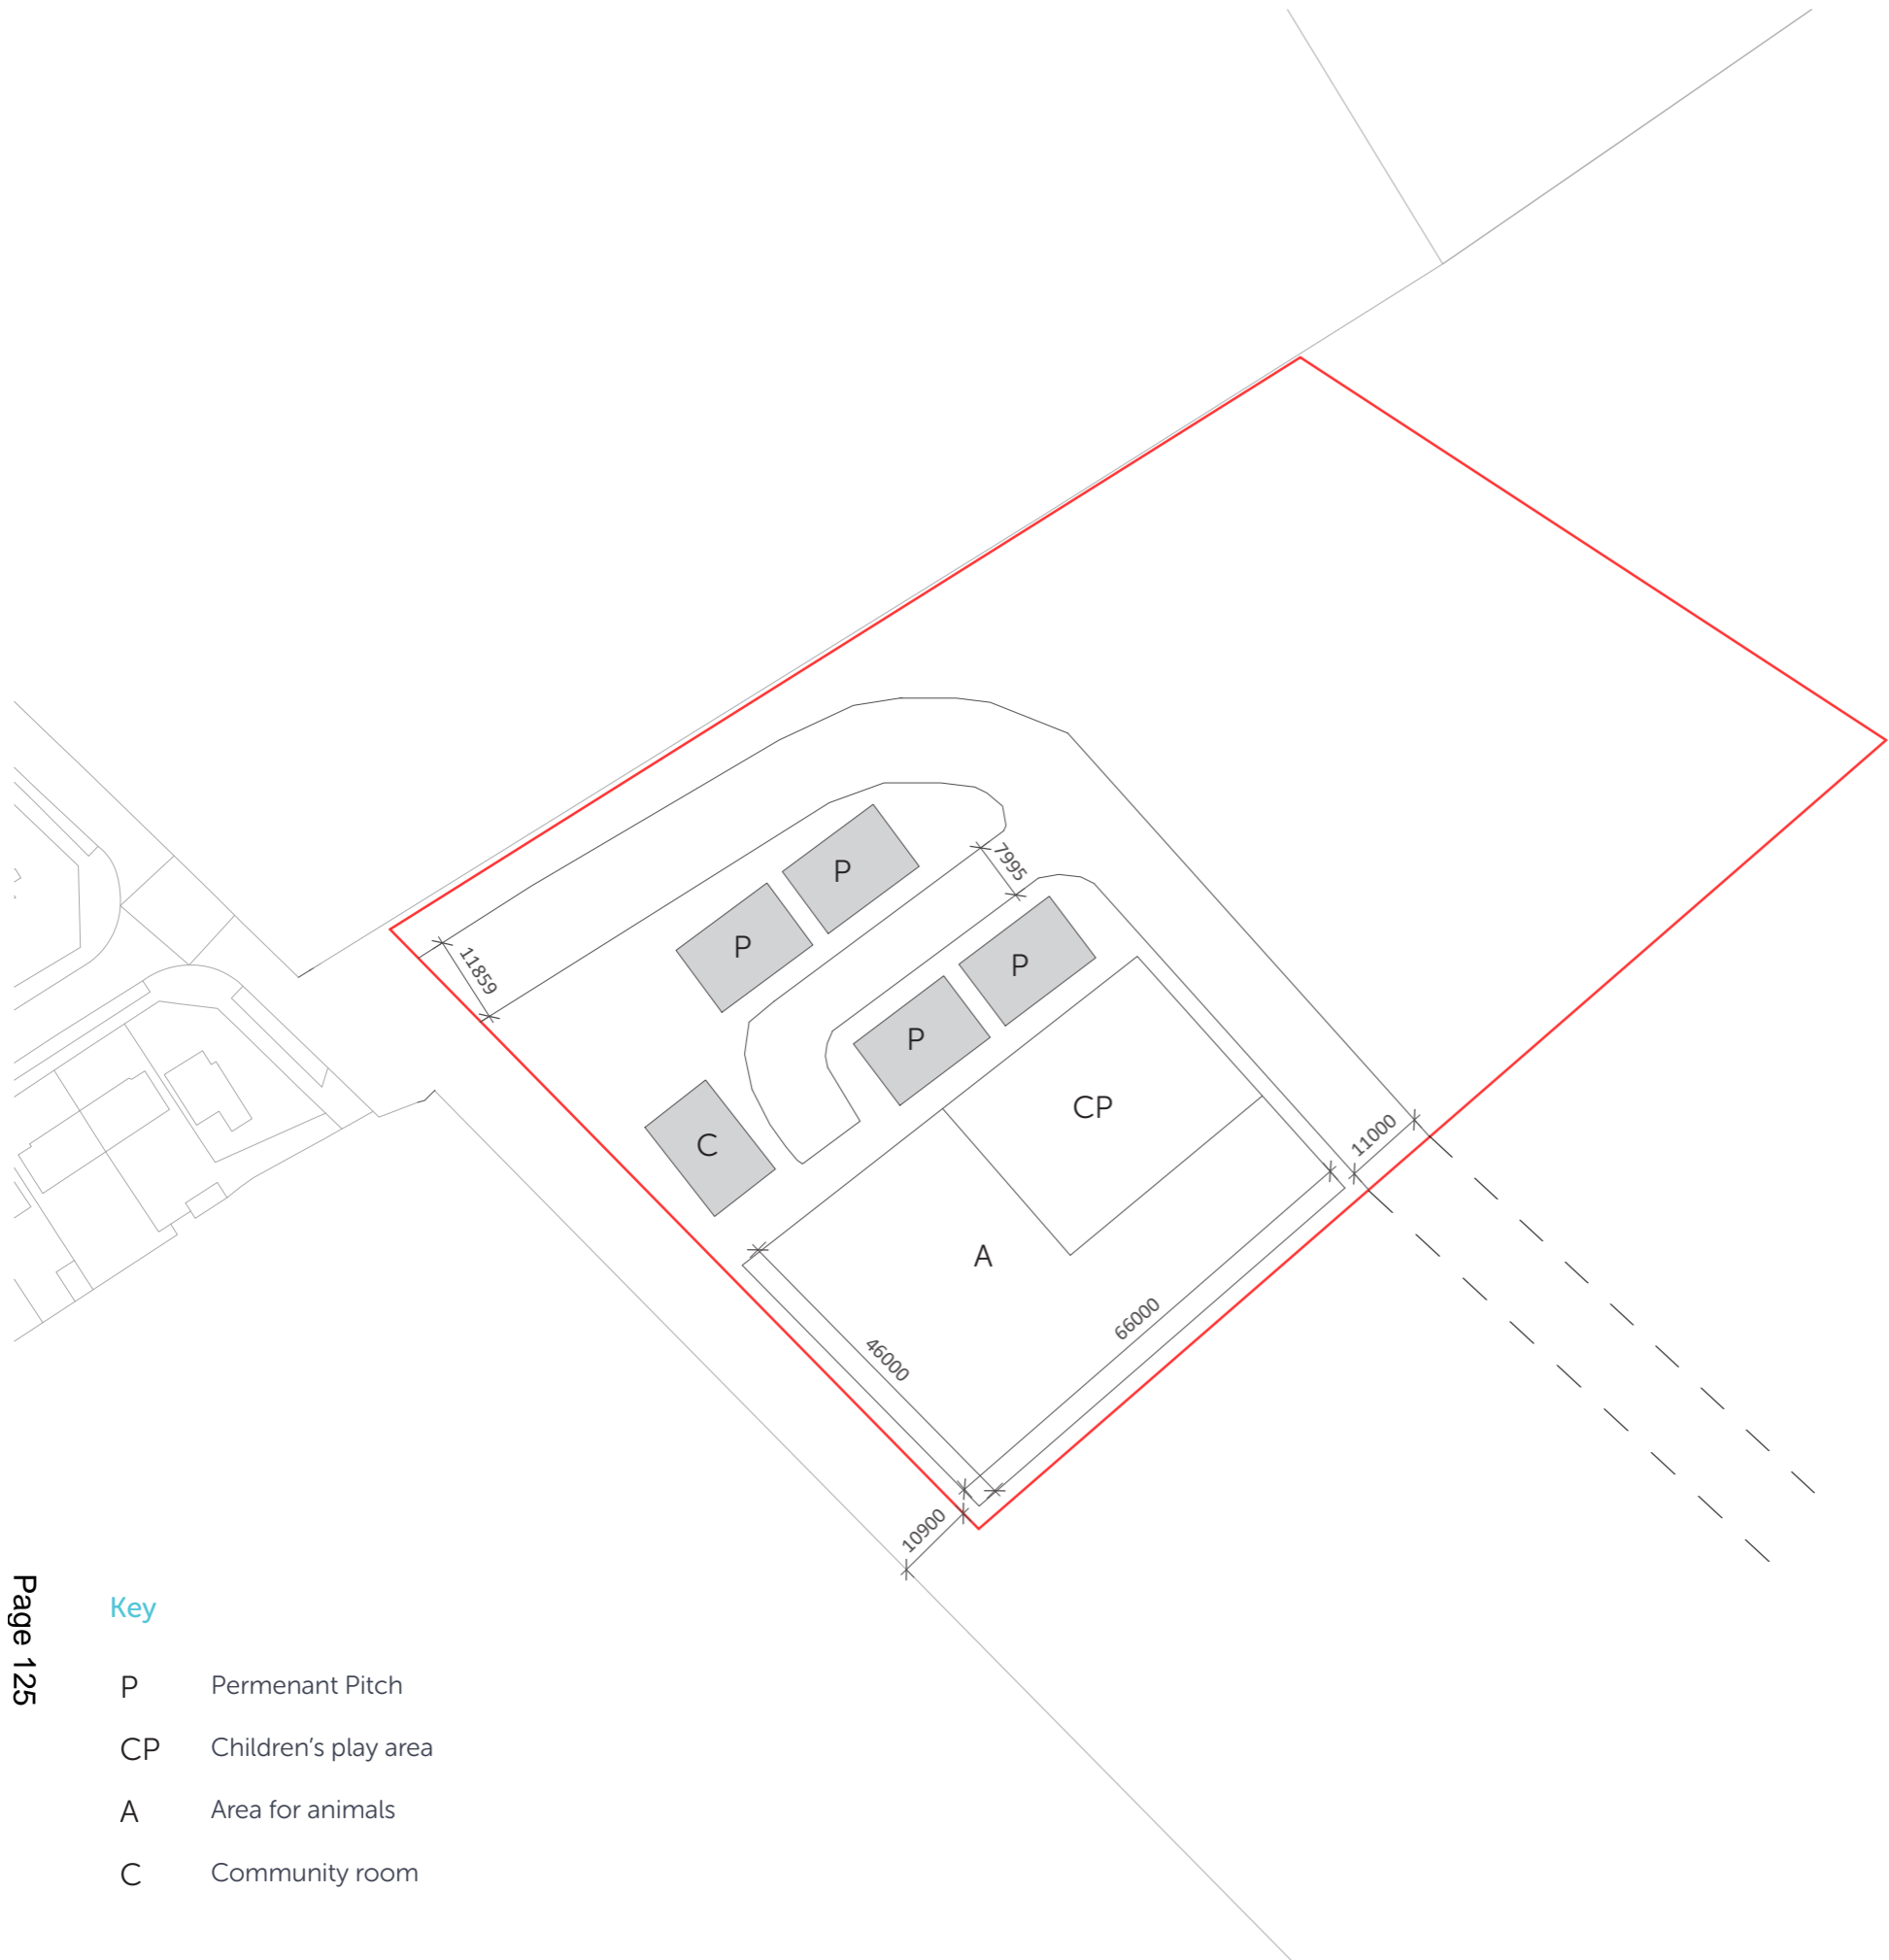 P
7995
P
P
11859
P
CP
C
11000
A
66000
46000
10900
Page 125
Key
P Permenant Pitch
CP Children's play area
A Area for animals
C Community room